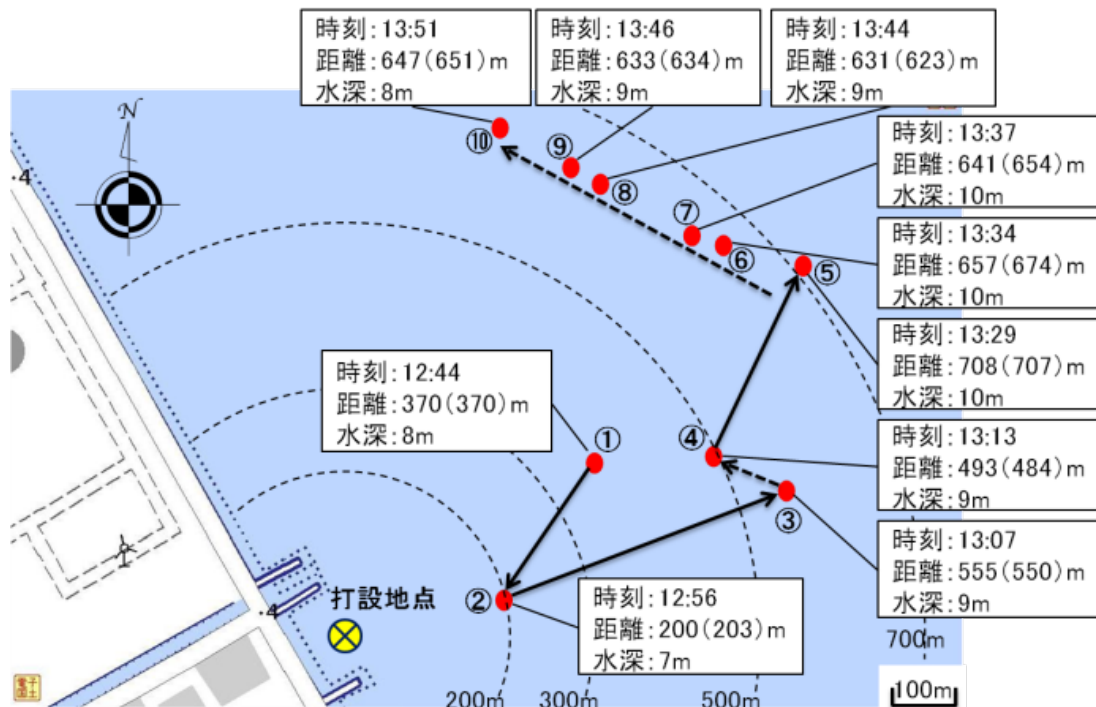 時刻:13:51
距離:647(651)m
水深:8m
時刻:13:46
距離:633(634)m
水深:9m
時刻:13:44
距離:631(623)m
水深:9m
N
⑩
⑨
⑧
⑦
⑥
⑤
時刻:13:37
距離:641(654)m
水深:10m
時刻:13:34
距離:657(674)m
水深:10m
時刻:13:29
距離:708(707)m
水深:10m
.4
時刻:12:44
距離:370(370)m
水深:8m
①
④
③
②
時刻:13:13
距離:493(484)m
水深:9m
時刻:13:07
距離:555(550)m
水深:9m
打設地点
.4
時刻:12:56
距離:200(203)m
水深:7m
200m
300m
500m
700m
100m
電子国土